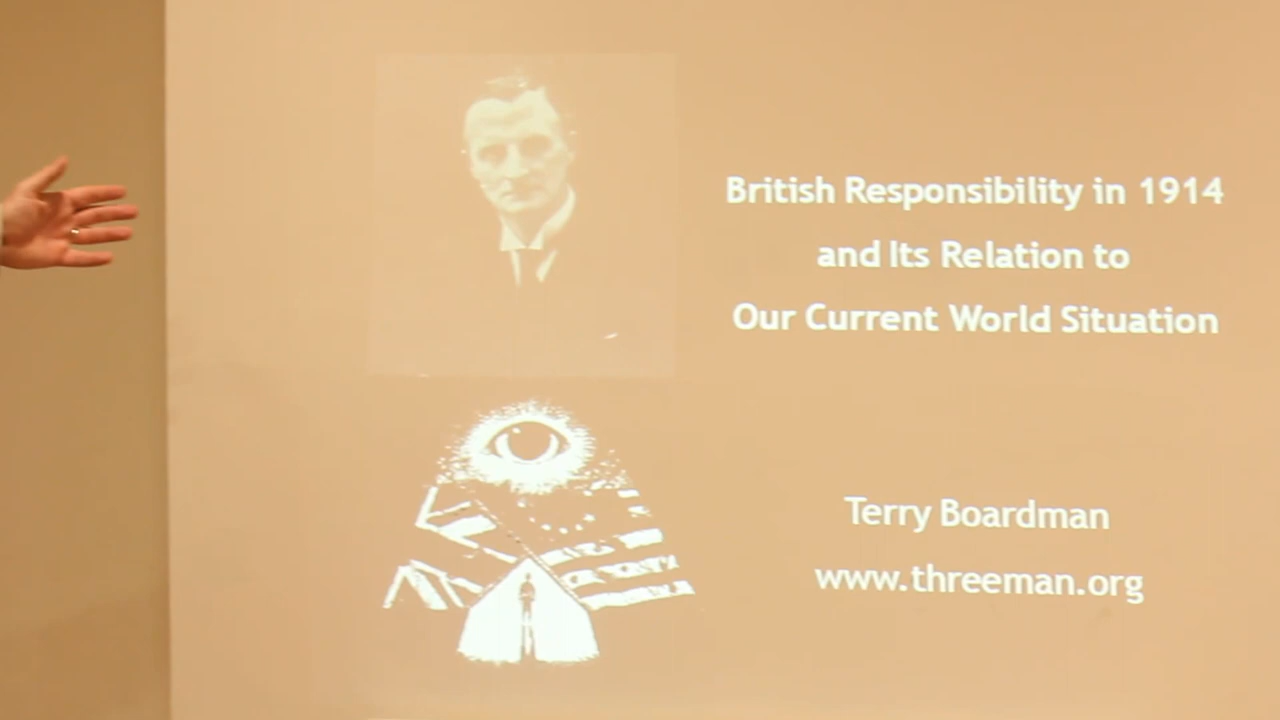 British Responsibility in 1914
and Its Relation to
Our Current World Situation
Terry Boardman
www.threeman.org